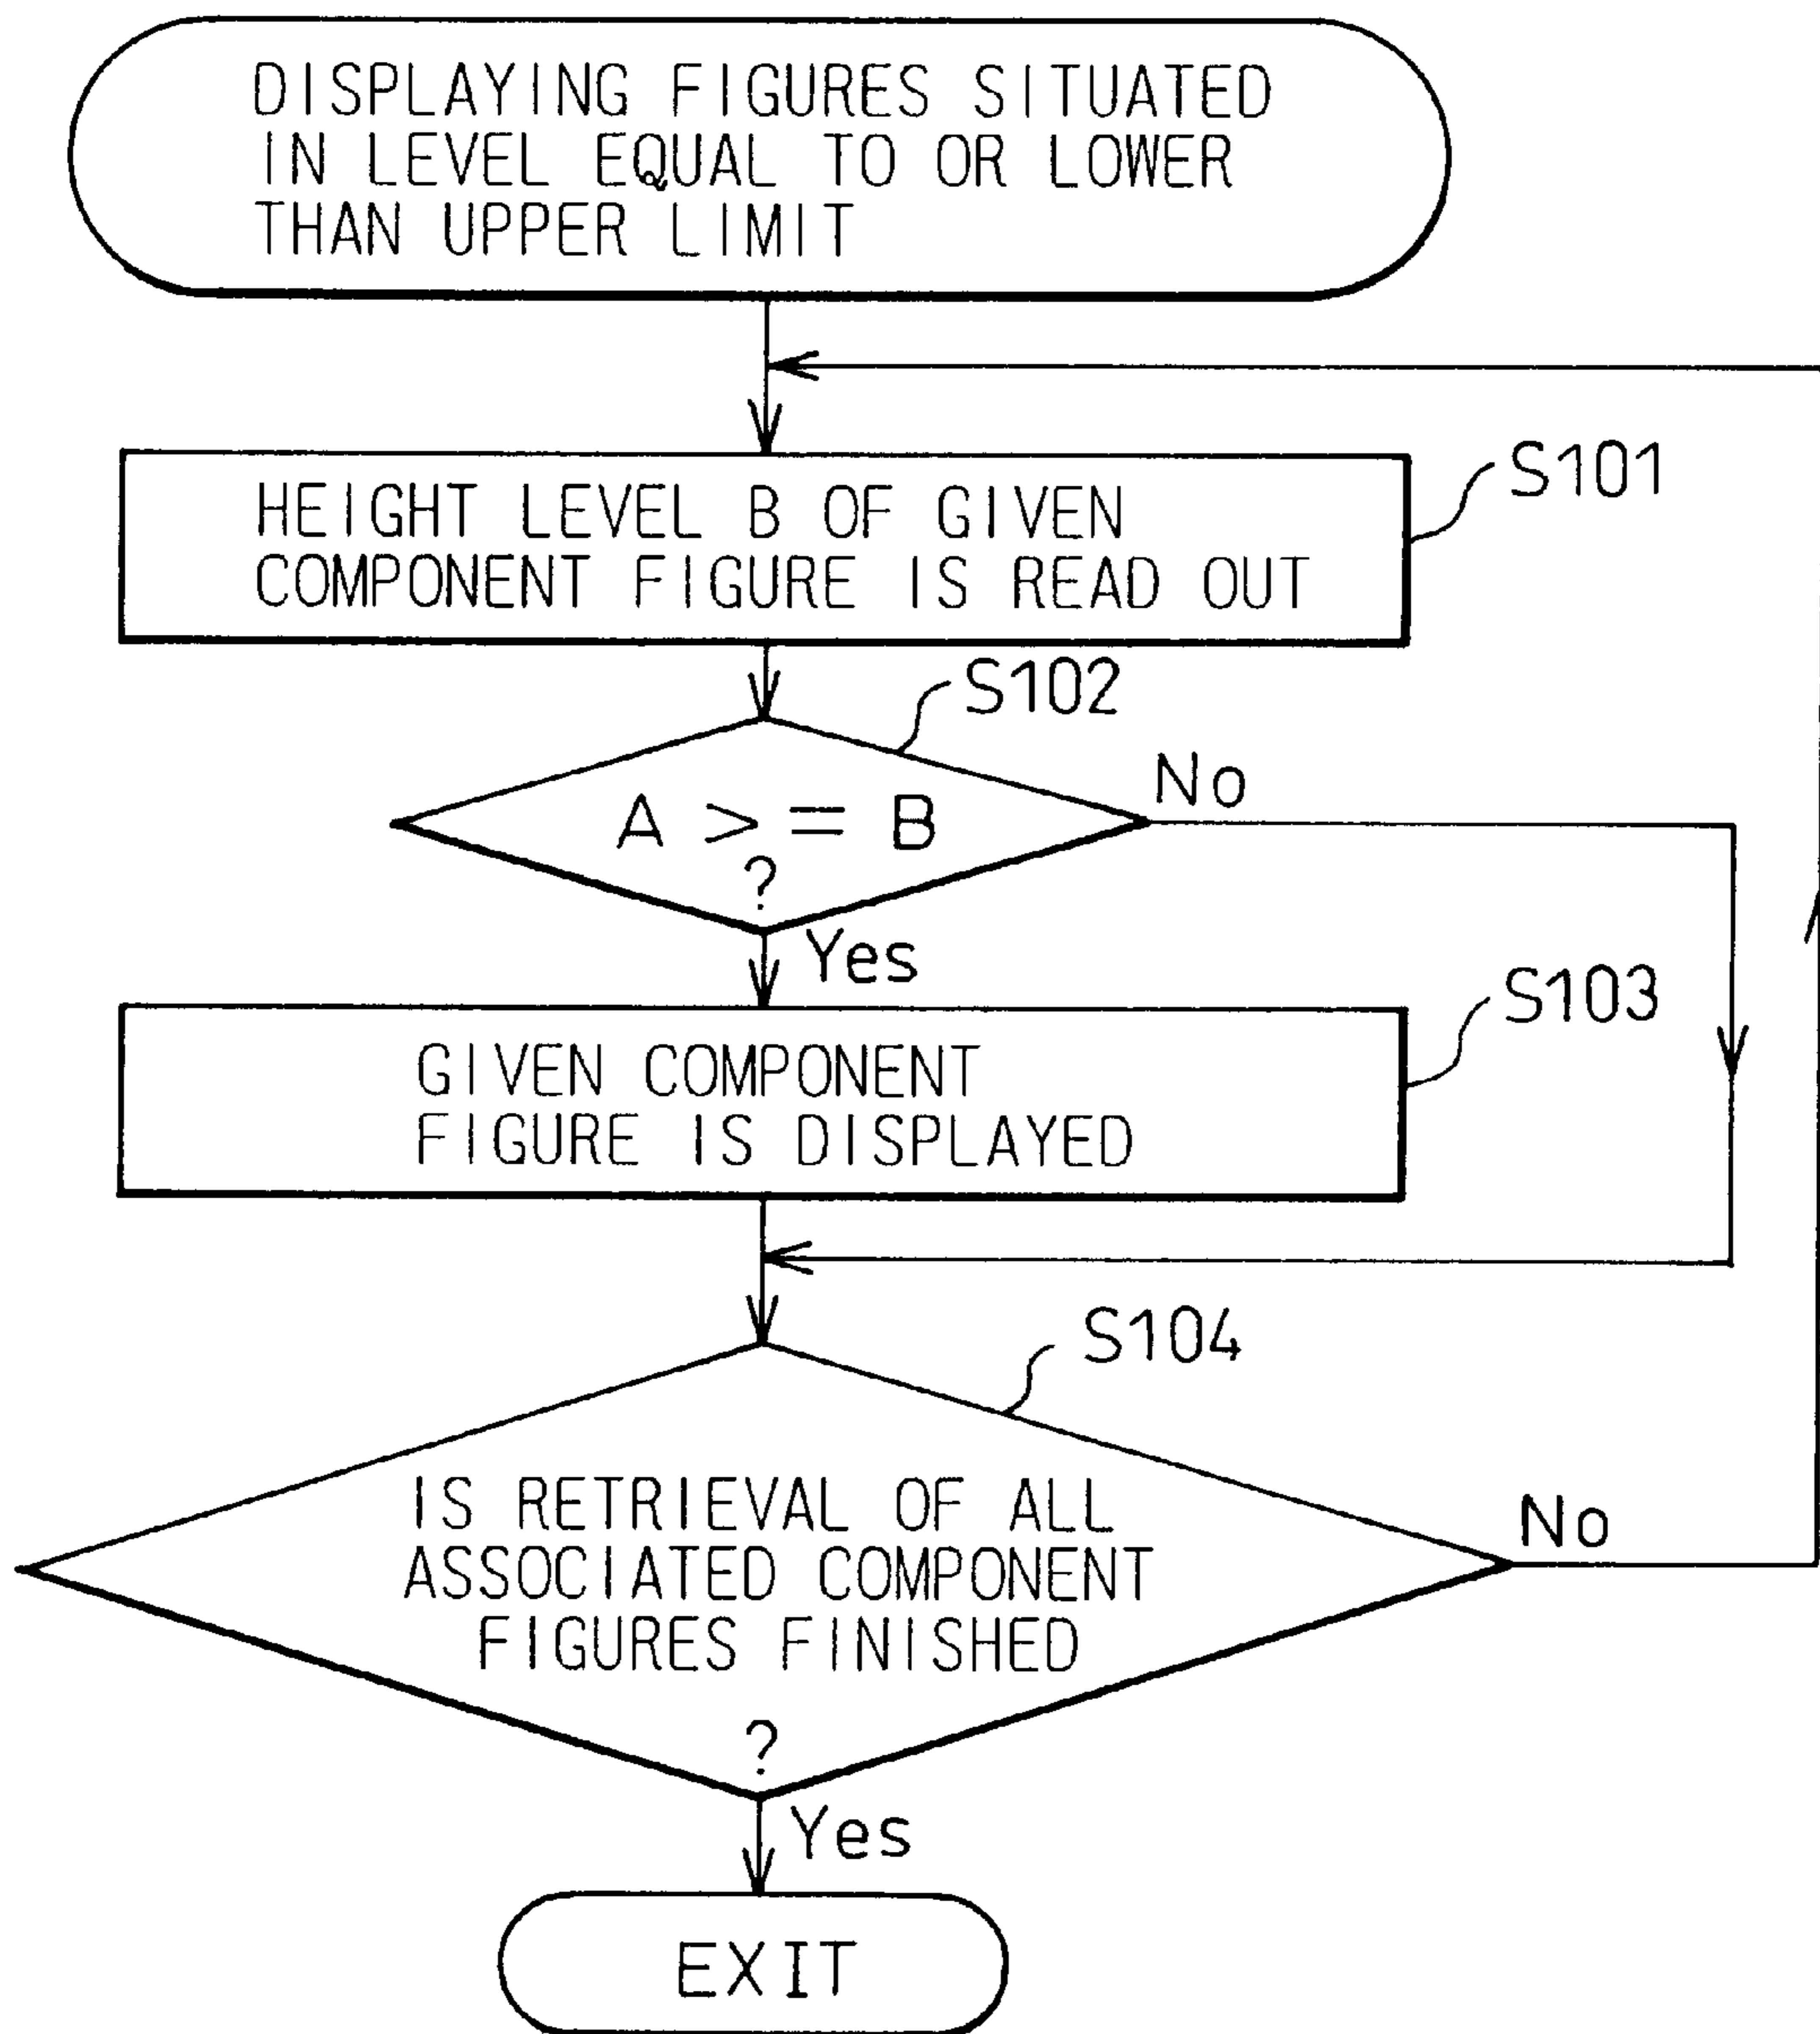 DISPLAYING FIGURES SITUATED
IN LEVEL EQUAL TO OR LOWER
THAN UPPER LIMIT
S101
HEIGHT LEVEL B OF GIVEN
COMPONENT FIGURE IS READ OUT
S102
No
A >= B
?
Yes
S103
GIVEN COMPONENT
FIGURE IS DISPLAYED
S104
IS RETRIEVAL OF ALL
ASSOCIATED COMPONENT
FIGURES FINISHED
?
No
Yes
EXIT